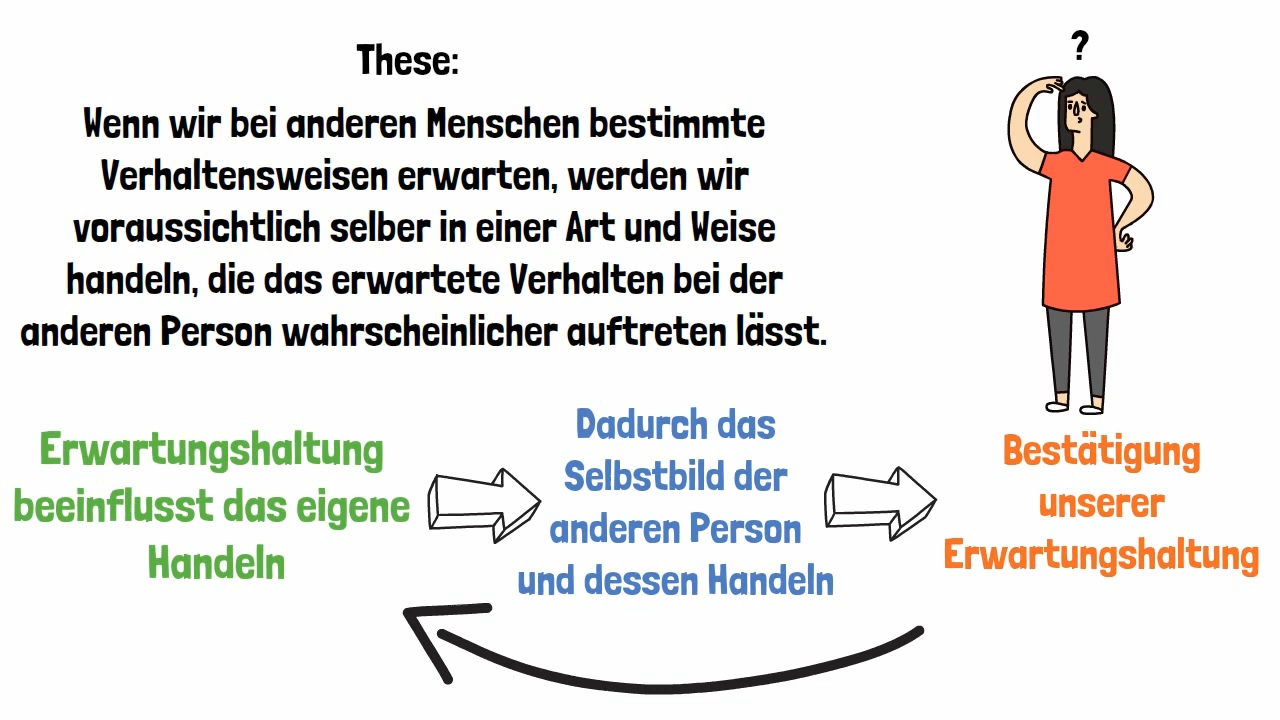 These:
Wenn wir bei anderen Menschen bestimmte
Verhaltensweisen erwarten, werden wir
voraussichtlich selber in einer Art und Weise
handeln, die das erwartete Verhalten bei der
anderen Person wahrscheinlicher auftreten lässt.
?
Erwartungshaltung
beeinflusst das eigene
Handeln
Dadurch das
Selbstbild der
anderen Person
und dessen Handeln
Bestätigung
unserer
Erwartungshaltung